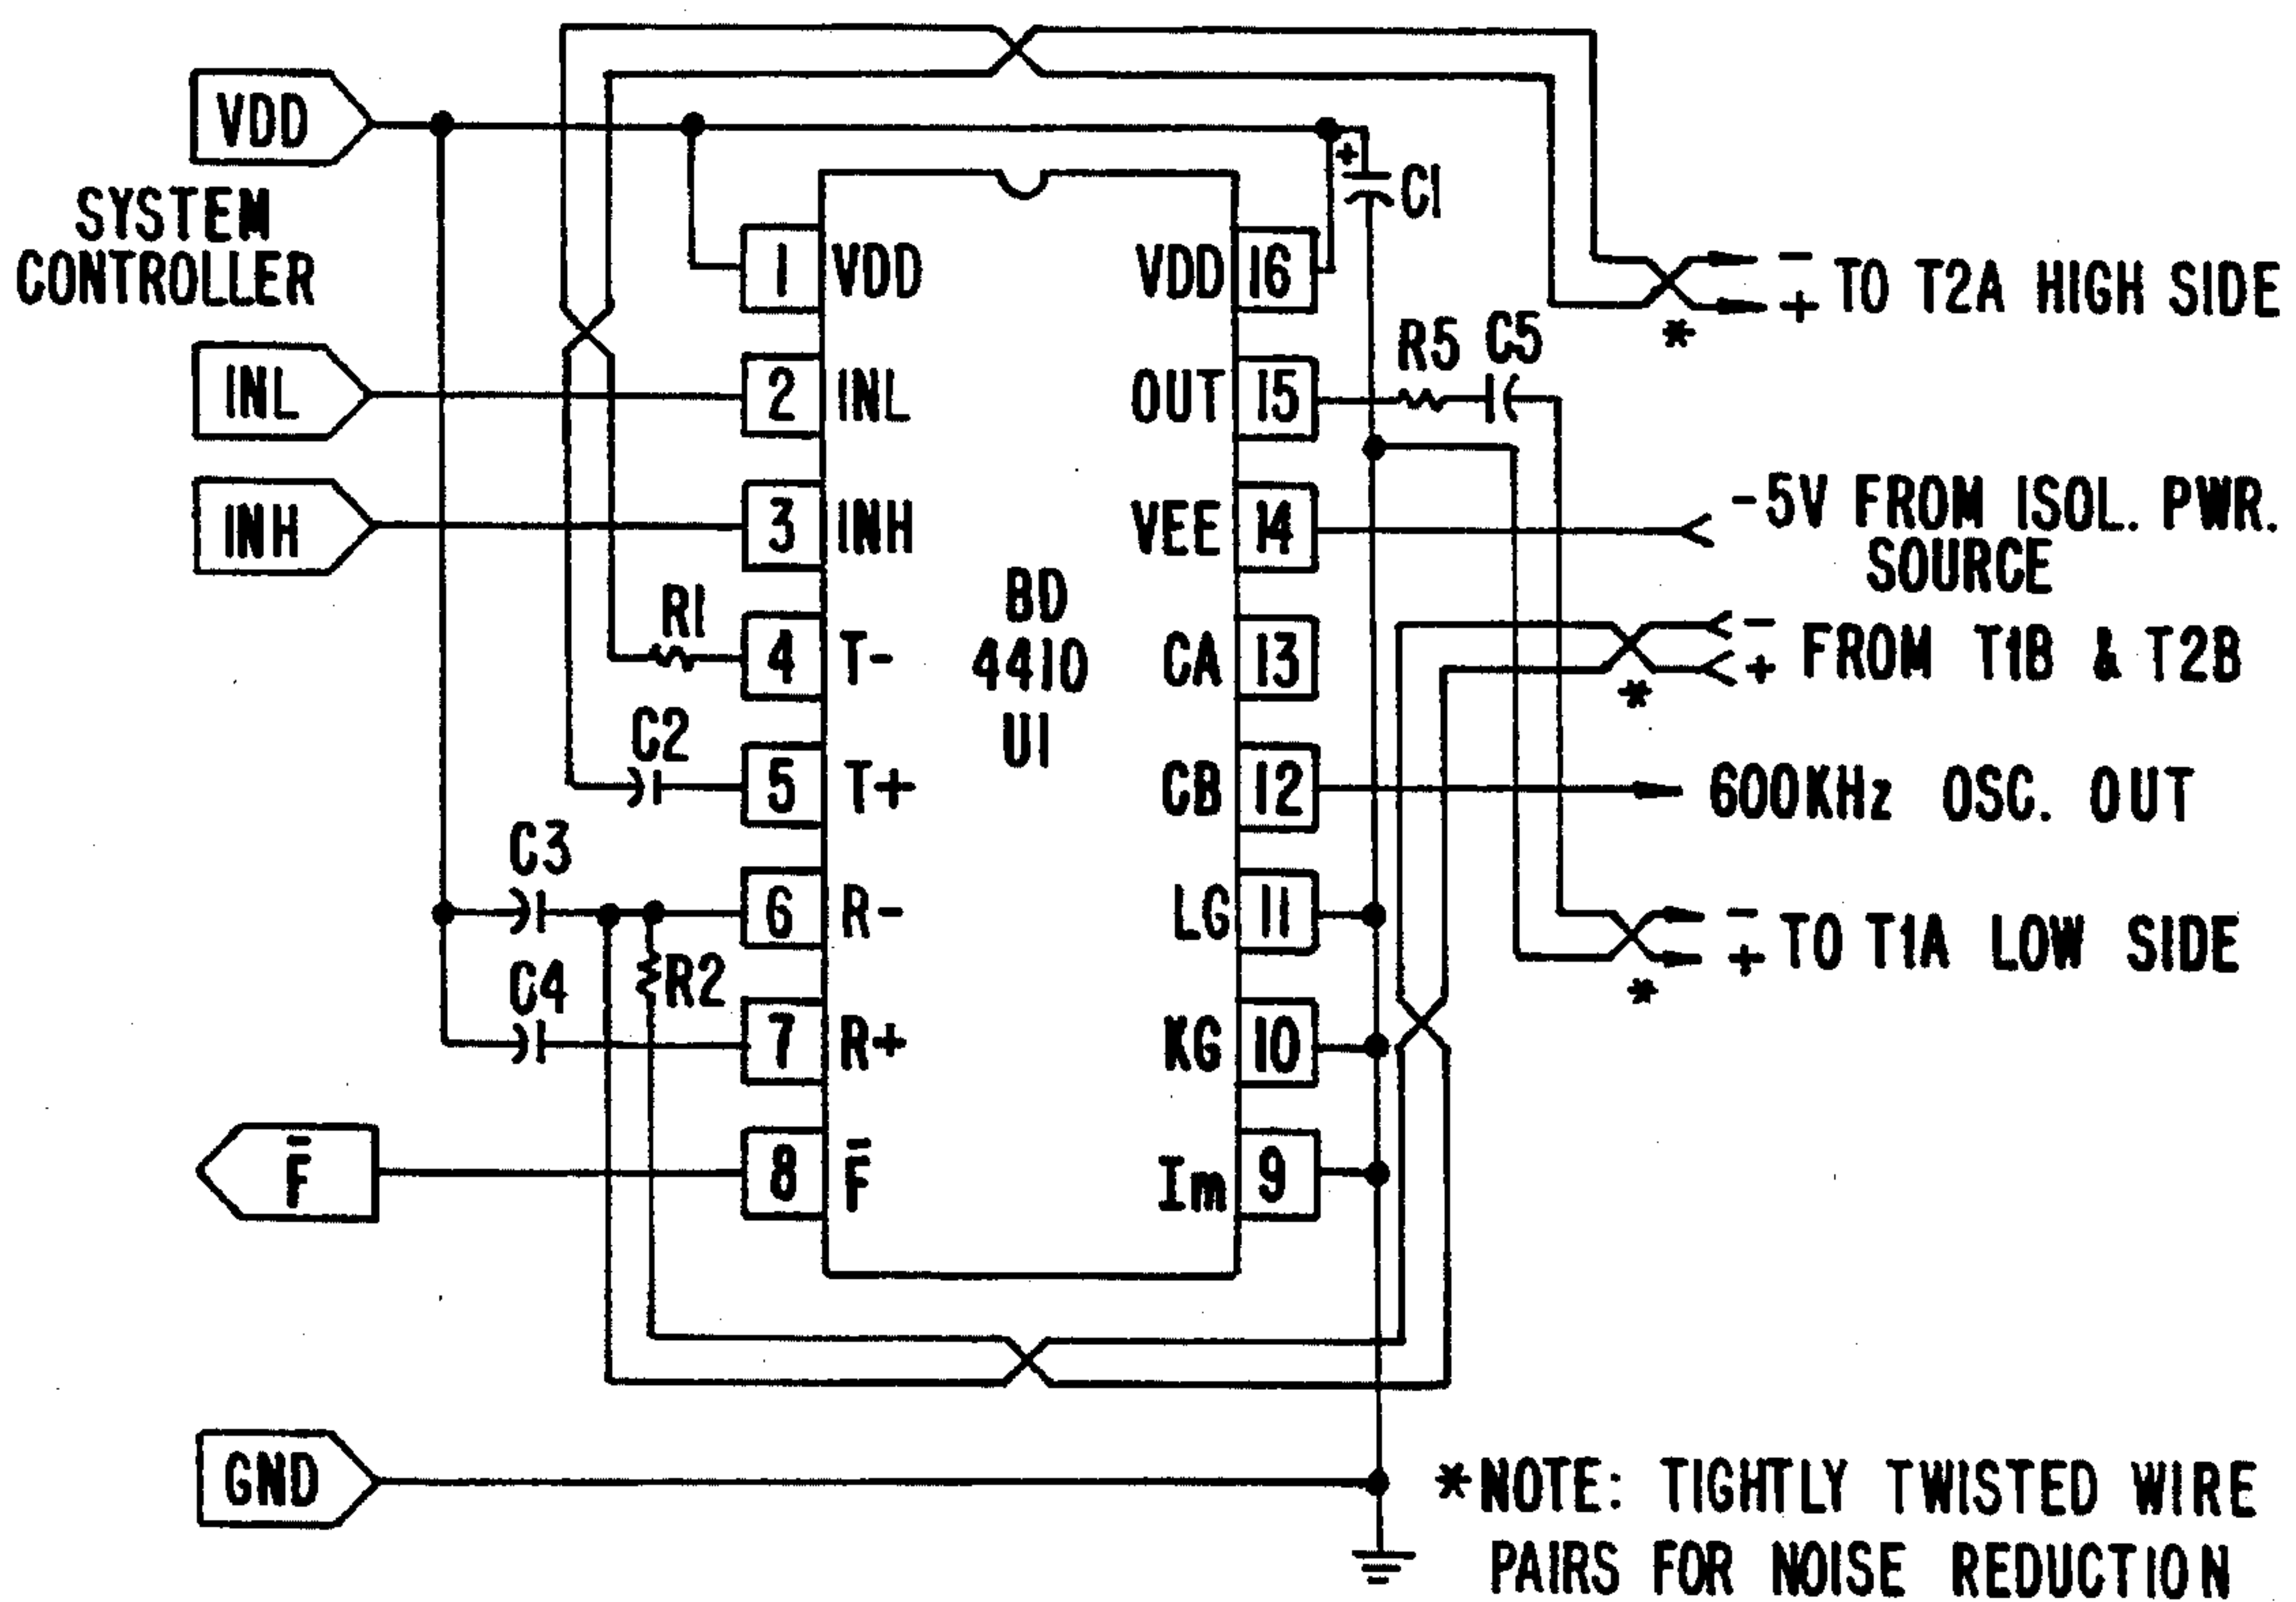 VDD
SYSTEM
CONTROLLER
INL
INH
F̅
GND
1 VDD
2 INL
3 INH
4 T-
5 T+
6 R-
7 R+
8 F̅
R1
C2
C3
C4
R2
BD
4410
U1
VDD 16
OUT 15
VEE 14
CA 13
CB 12
LG 11
KG 10
Im 9
+
C1
R5 C5
- TO T2A HIGH SIDE
+
*
-5V FROM ISOL. PWR.
SOURCE
- FROM T1B & T2B
+
*
600KHz OSC. OUT
- TO T1A LOW SIDE
+
*
*NOTE: TIGHTLY TWISTED WIRE
PAIRS FOR NOISE REDUCTION